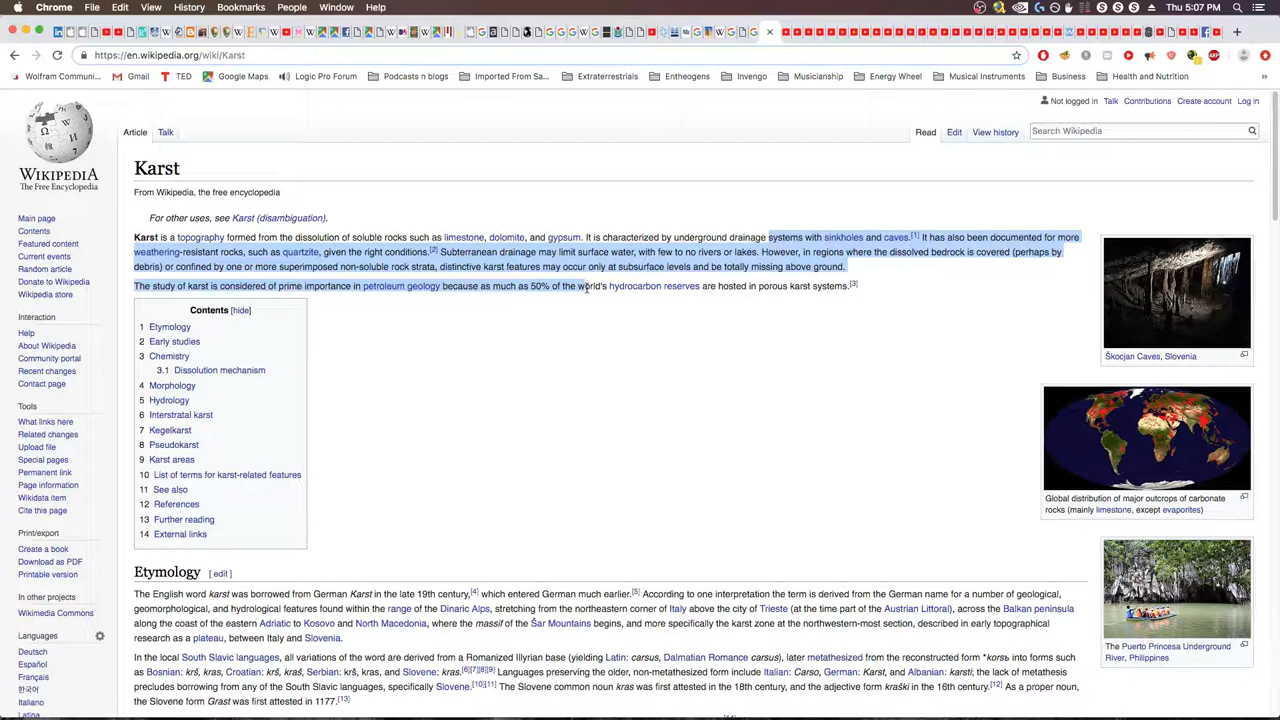 Chrome File Edit View History Bookmarks People Window Help
Thu 5:07 PM
https://en.wikipedia.org/wiki/Karst
Wolfram Communi... Gmail TED Google Maps Logic Pro Forum Podcasts n blogs Imported From Sa... Extraterrestrials Entheogens Invengo Musicianship Energy Wheel Musical Instruments Business Health and Nutrition »
Not logged in Talk Contributions Create account Log in
Article Talk Read Edit View history Search Wikipedia
WIKIPEDIA
The Free Encyclopedia
Main page
Contents
Featured content
Current events
Random article
Donate to Wikipedia
Wikipedia store
Interaction
Help
About Wikipedia
Community portal
Recent changes
Contact page
Tools
What links here
Related changes
Upload file
Special pages
Permanent link
Page information
Wikidata item
Cite this page
Print/export
Create a book
Download as PDF
Printable version
In other projects
Wikimedia Commons
Languages
Deutsch
Español
Français
한국어
Italiano
Latina
Karst
From Wikipedia, the free encyclopedia
For other uses, see Karst (disambiguation).
Karst is a topography formed from the dissolution of soluble rocks such as limestone, dolomite, and gypsum. It is characterized by underground drainage systems with sinkholes and caves.[1] It has also been documented for more
weathering-resistant rocks, such as quartzite, given the right conditions.[2] Subterranean drainage may limit surface water, with few to no rivers or lakes. However, in regions where the dissolved bedrock is covered (perhaps by
debris) or confined by one or more superimposed non-soluble rock strata, distinctive karst features may occur only at subsurface levels and be totally missing above ground.
The study of karst is considered of prime importance in petroleum geology because as much as 50% of the world's hydrocarbon reserves are hosted in porous karst systems.[3]
Contents [hide]
1 Etymology
2 Early studies
3 Chemistry
3.1 Dissolution mechanism
4 Morphology
5 Hydrology
6 Interstratal karst
7 Kegelkarst
8 Pseudokarst
9 Karst areas
10 List of terms for karst-related features
11 See also
12 References
13 Further reading
14 External links
Škocjan Caves, Slovenia
Global distribution of major outcrops of carbonate
rocks (mainly limestone, except evaporites)
The Puerto Princesa Underground
River, Philippines
Etymology [ edit ]
The English word karst was borrowed from German Karst in the late 19th century,[4] which entered German much earlier.[5] According to one interpretation the term is derived from the German name for a number of geological,
geomorphological, and hydrological features found within the range of the Dinaric Alps, stretching from the northeastern corner of Italy above the city of Trieste (at the time part of the Austrian Littoral), across the Balkan peninsula
along the coast of the eastern Adriatic to Kosovo and North Macedonia, where the massif of the Šar Mountains begins, and more specifically the karst zone at the northwestern-most section, described in early topographical
research as a plateau, between Italy and Slovenia.
In the local South Slavic languages, all variations of the word are derived from a Romanized Illyrian base (yielding Latin: carsus, Dalmatian Romance carsus), later metathesized from the reconstructed form *korsъ into forms such
as Bosnian: krš, kras, Croatian: krš, kras, Serbian: krš, kras, and Slovene: kras.[6][7][8][9] Languages preserving the older, non-metathesized form include Italian: Carso, German: Karst, and Albanian: karsti; the lack of metathesis
precludes borrowing from any of the South Slavic languages, specifically Slovene.[10][11] The Slovene common noun kras was first attested in the 18th century, and the adjective form kraški in the 16th century.[12] As a proper noun,
the Slovene form Grast was first attested in 1177.[13]